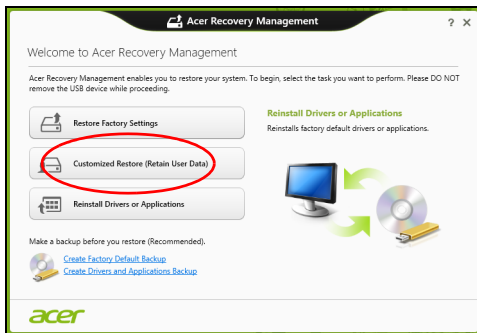 Acer Recovery Management
?
Welcome to Acer Recovery Management
Acer Recovery Management enables you to restore your system. To begin, select the task you want to perform. Please DO NOT
remove the USB device while proceeding.
Restore Factory Settings
Customized Restore (Retain User Data)
Reinstall Drivers or Applications
Reinstall Drivers or Applications
Reinstalls factory default drivers or applications.
Make a backup before you restore (Recommended).
Create Factory Default Backup
Create Drivers and Applications Backup
acer